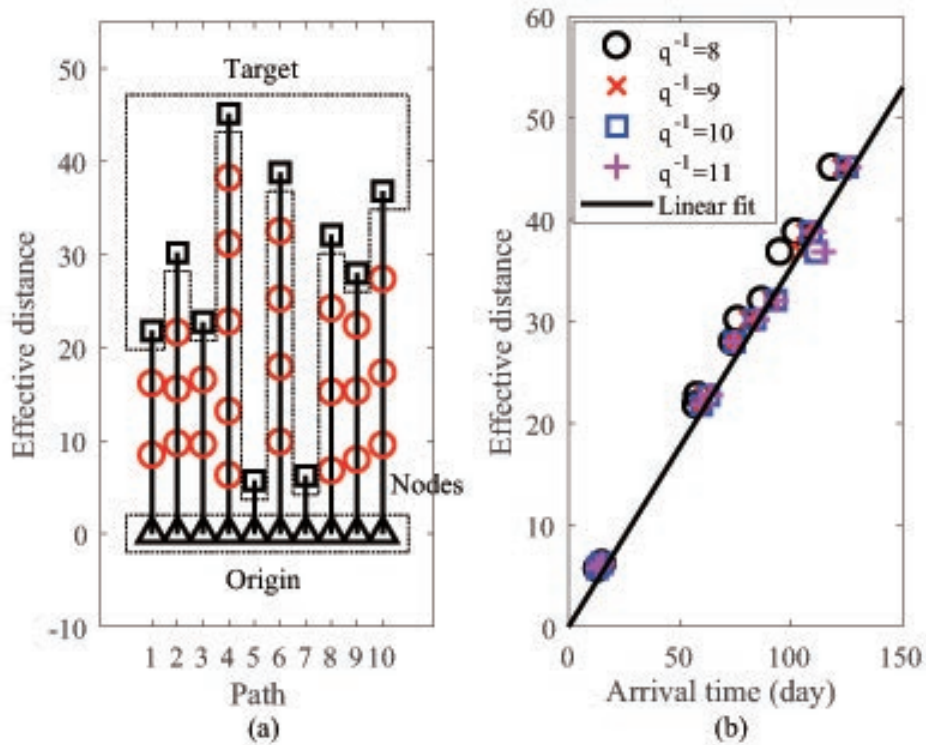 50
40
30
20
10
0
-10
Effective distance
Target
Nodes
Origin
1 2 3 4 5 6 7 8 9 10
Path
(a)
60
50
40
30
20
10
0
Effective distance
q⁻¹=8
q⁻¹=9
q⁻¹=10
q⁻¹=11
Linear fit
0 50 100 150
Arrival time (day)
(b)